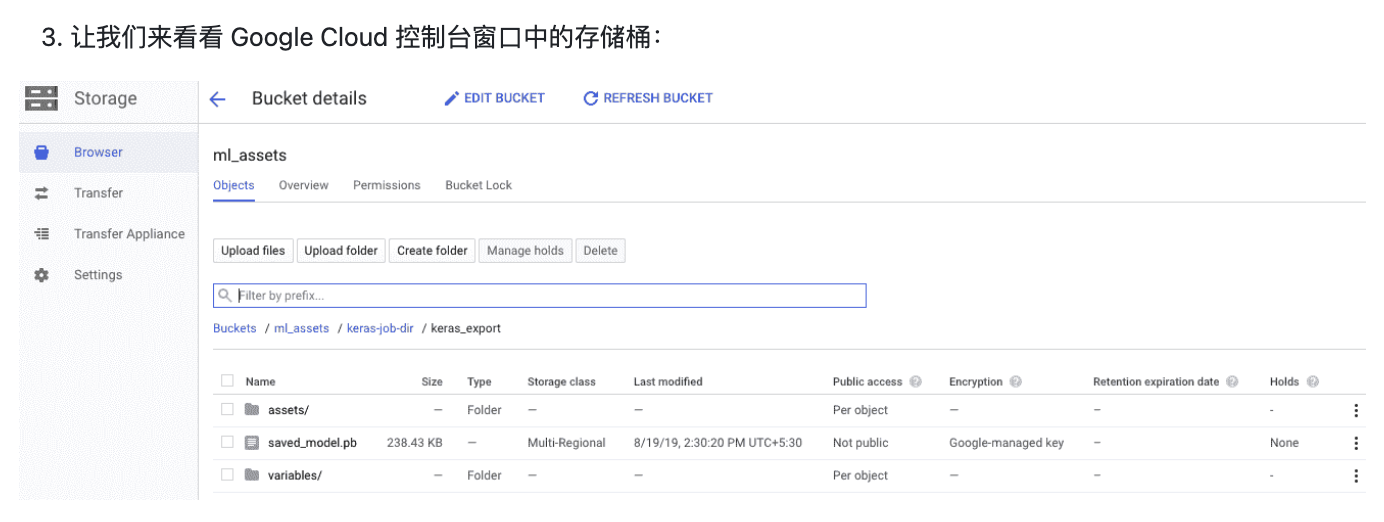 3. 让我们来看看 Google Cloud 控制台窗口中的存储桶：
Storage
Bucket details
EDIT BUCKET
REFRESH BUCKET
Browser
Transfer
Transfer Appliance
Settings
ml_assets
Objects Overview Permissions Bucket Lock
Upload files Upload folder Create folder Manage holds Delete
Filter by prefix...
Buckets / ml_assets / keras-job-dir / keras_export
Name Size Type Storage class Last modified Public access Encryption Retention expiration date Holds
assets/ — Folder — — Per object — – -
saved_model.pb 238.43 KB — Multi-Regional 8/19/19, 2:30:20 PM UTC+5:30 Not public Google-managed key – None
variables/ — Folder — — Per object — – -